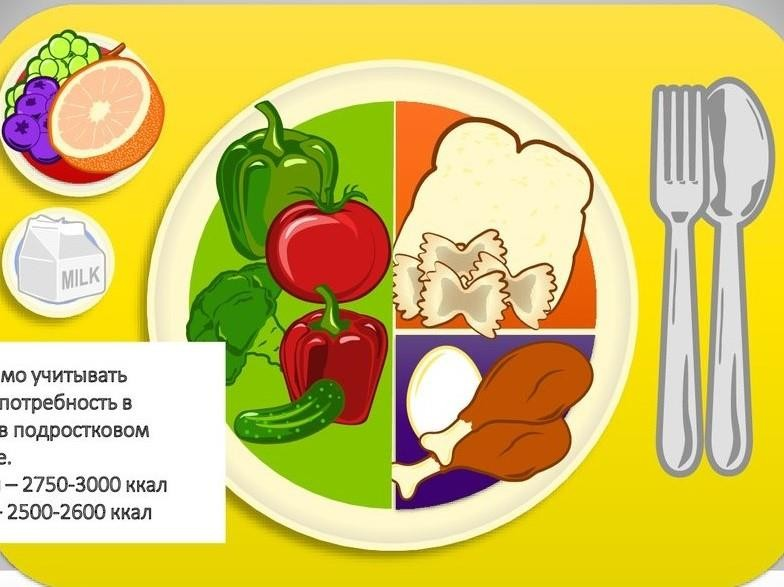 MILK
мо учитывать
потребность в
в подростковом
е.
– 2750-3000 ккал
- 2500-2600 ккал